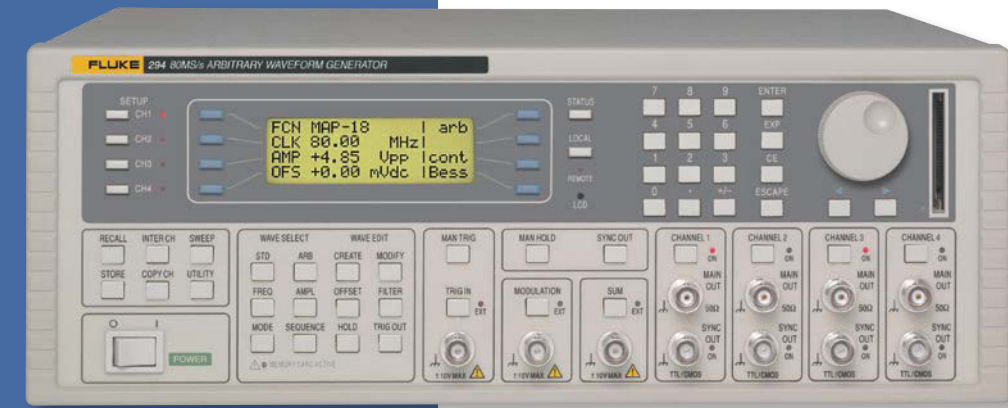 FLUKE 294 80MS/s ARBITRARY WAVEFORM GENERATOR
SETUP
CH1
CH2
CH3
CH4
FCN MAP-18 | arb
CLK 80.00 MHz|
AMP +4.85 Vpp |cont
OFS +0.00 mVdc |Bess
STATUS
LOCAL
REMOTE
LCD
7 8 9 ENTER
4 5 6 EXP
1 2 3 CE
0 . +/− ESCAPE
RECALL INTER CH SWEEP
STORE COPY CH UTILITY
O I
POWER
WAVE SELECT WAVE EDIT
STD ARB CREATE MODIFY
FREQ AMPL OFFSET FILTER
MODE SEQUENCE HOLD TRIG OUT
MEMORY CARD ACTIVE
MAN TRIG
TRIG IN
EXT
±10V MAX
MAN HOLD SYNC OUT
MODULATION
EXT
±10V MAX
SUM
EXT
±10V MAX
CHANNEL 1
ON
MAIN
OUT
50Ω
SYNC
OUT
ON
TTL/CMOS
CHANNEL 2
ON
MAIN
OUT
50Ω
SYNC
OUT
ON
TTL/CMOS
CHANNEL 3
ON
MAIN
OUT
50Ω
SYNC
OUT
ON
TTL/CMOS
CHANNEL 4
ON
MAIN
OUT
50Ω
SYNC
OUT
ON
TTL/CMOS